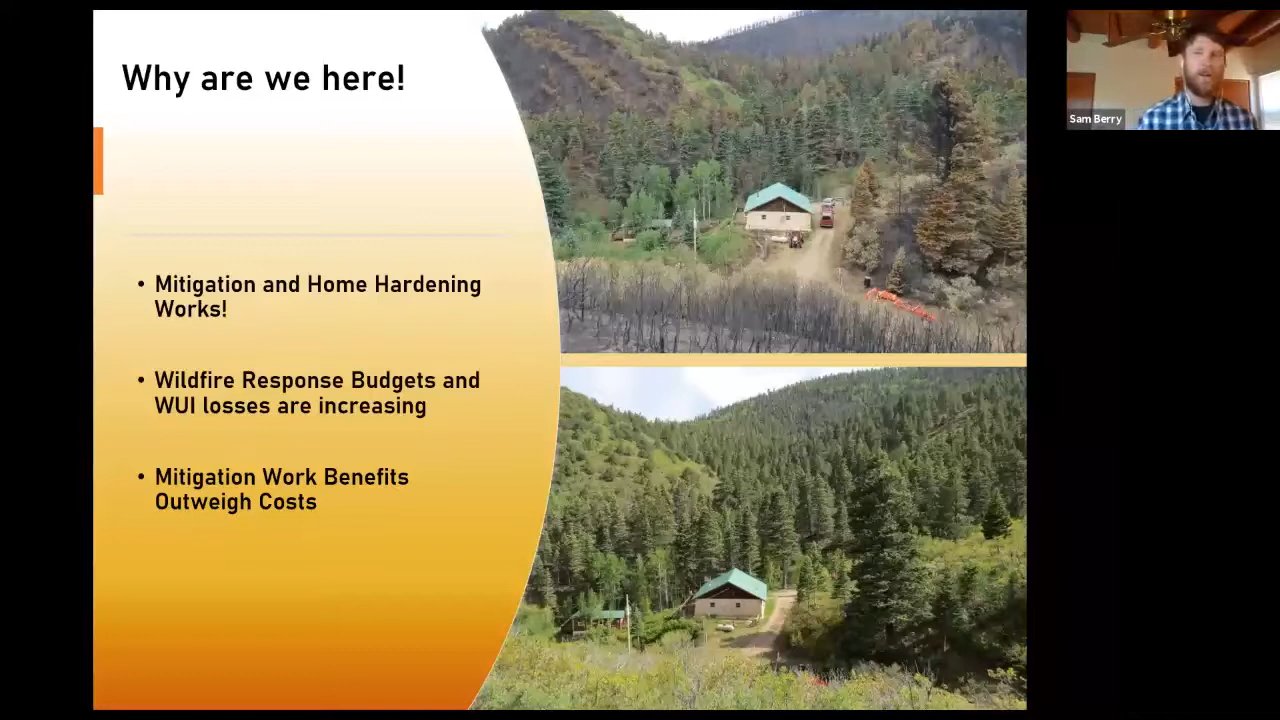 Why are we here!
Sam Berry
• Mitigation and Home Hardening
Works!
• Wildfire Response Budgets and
WUI losses are increasing
• Mitigation Work Benefits
Outweigh Costs